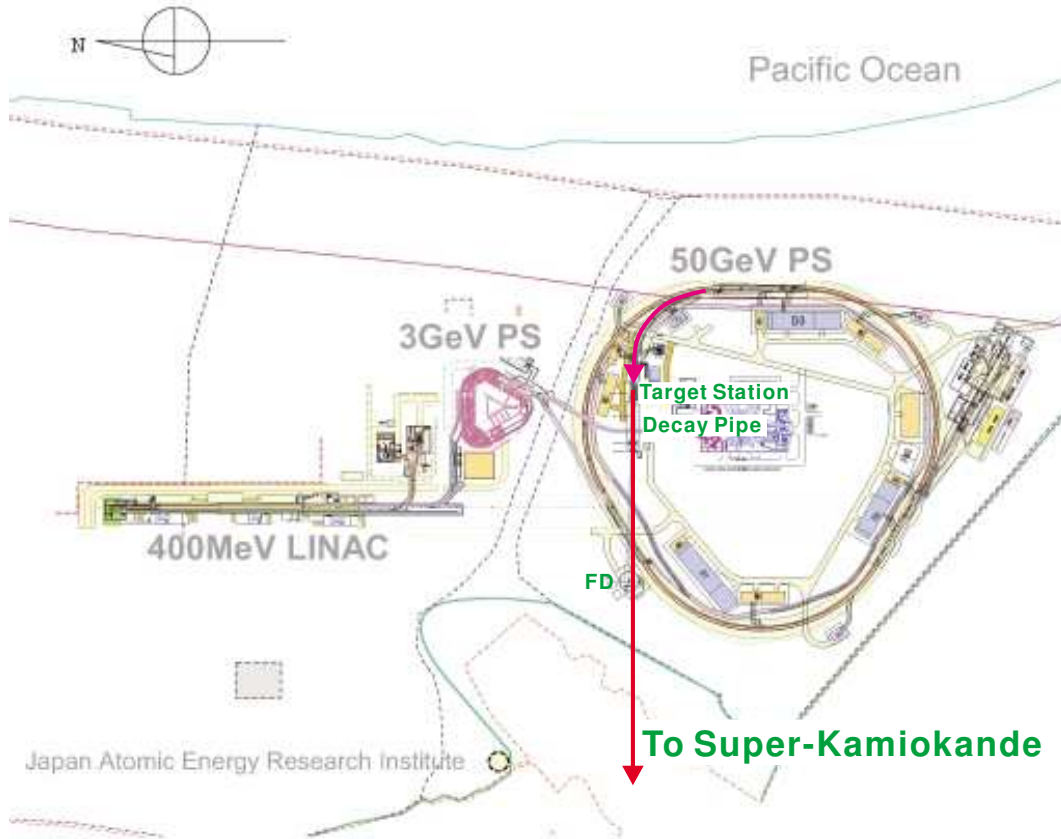 N
Pacific Ocean
50GeV PS
3GeV PS
Target Station
Decay Pipe
400MeV LINAC
FD
To Super-Kamiokande
Japan Atomic Energy Research Institute